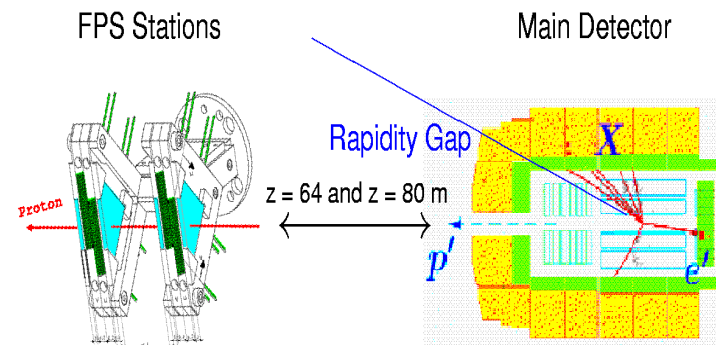 FPS Stations
Main Detector
Rapidity Gap
X
Proton
z = 64 and z = 80 m
p'
e'